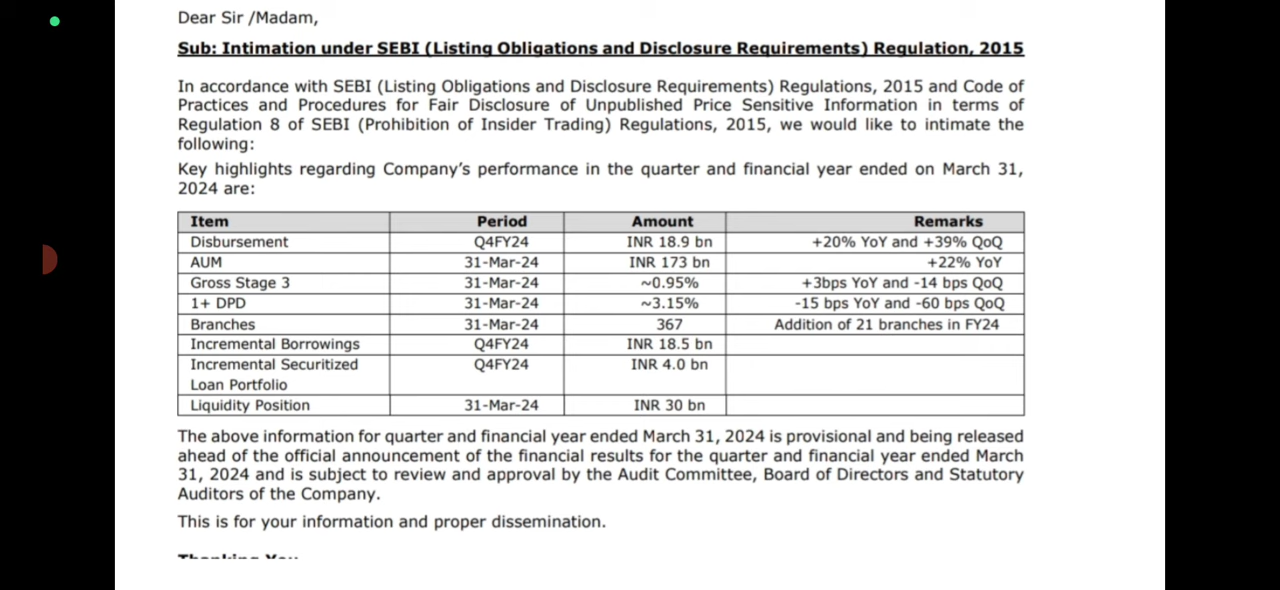 Dear Sir /Madam,
Sub: Intimation under SEBI (Listing Obligations and Disclosure Requirements) Regulation, 2015
In accordance with SEBI (Listing Obligations and Disclosure Requirements) Regulations, 2015 and Code of
Practices and Procedures for Fair Disclosure of Unpublished Price Sensitive Information in terms of
Regulation 8 of SEBI (Prohibition of Insider Trading) Regulations, 2015, we would like to intimate the
following:
Key highlights regarding Company's performance in the quarter and financial year ended on March 31,
2024 are:
Item Period Amount Remarks
Disbursement Q4FY24 INR 18.9 bn +20% YoY and +39% QoQ
AUM 31-Mar-24 INR 173 bn +22% YoY
Gross Stage 3 31-Mar-24 ~0.95% +3bps YoY and -14 bps QoQ
1+ DPD 31-Mar-24 ~3.15% -15 bps YoY and -60 bps QoQ
Branches 31-Mar-24 367 Addition of 21 branches in FY24
Incremental Borrowings Q4FY24 INR 18.5 bn
Incremental Securitized Q4FY24 INR 4.0 bn
Loan Portfolio
Liquidity Position 31-Mar-24 INR 30 bn
The above information for quarter and financial year ended March 31, 2024 is provisional and being released
ahead of the official announcement of the financial results for the quarter and financial year ended March
31, 2024 and is subject to review and approval by the Audit Committee, Board of Directors and Statutory
Auditors of the Company.
This is for your information and proper dissemination.
Thanking You